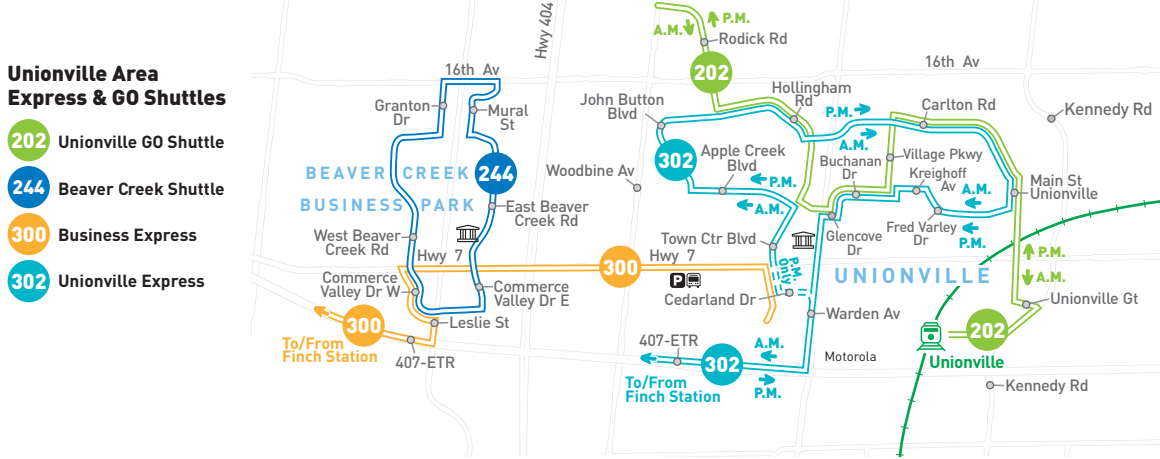 Unionville Area
Express & GO Shuttles
202 Unionville GO Shuttle
244 Beaver Creek Shuttle
300 Business Express
302 Unionville Express
Hwy 404
A.M.
P.M.
Rodick Rd
202
16th Av
16th Av
Granton
Dr
Mural
St
John Button
Blvd
Hollingham
Rd
P.M.
A.M.
Carlton Rd
Kennedy Rd
BEAVER CREEK
BUSINESS PARK
244
Woodbine Av
302
Apple Creek
Blvd
P.M.
A.M.
Buchanan
Dr
Village Pkwy
Kreighoff
Av
A.M.
Main St
Unionville
East Beaver
Creek Rd
West Beaver
Creek Rd
Fred Varley
Dr
P.M.
Glencove
Dr
Town Ctr Blvd
Hwy 7
Hwy 7
300
P.M.
Only
P
UNIONVILLE
P.M.
A.M.
Commerce
Valley Dr W
Commerce
Valley Dr E
Cedarland Dr
Unionville Gt
Warden Av
Leslie St
300
To/From
Finch Station
407-ETR
407-ETR
302
A.M.
P.M.
To/From
Finch Station
Motorola
202
Unionville
Kennedy Rd